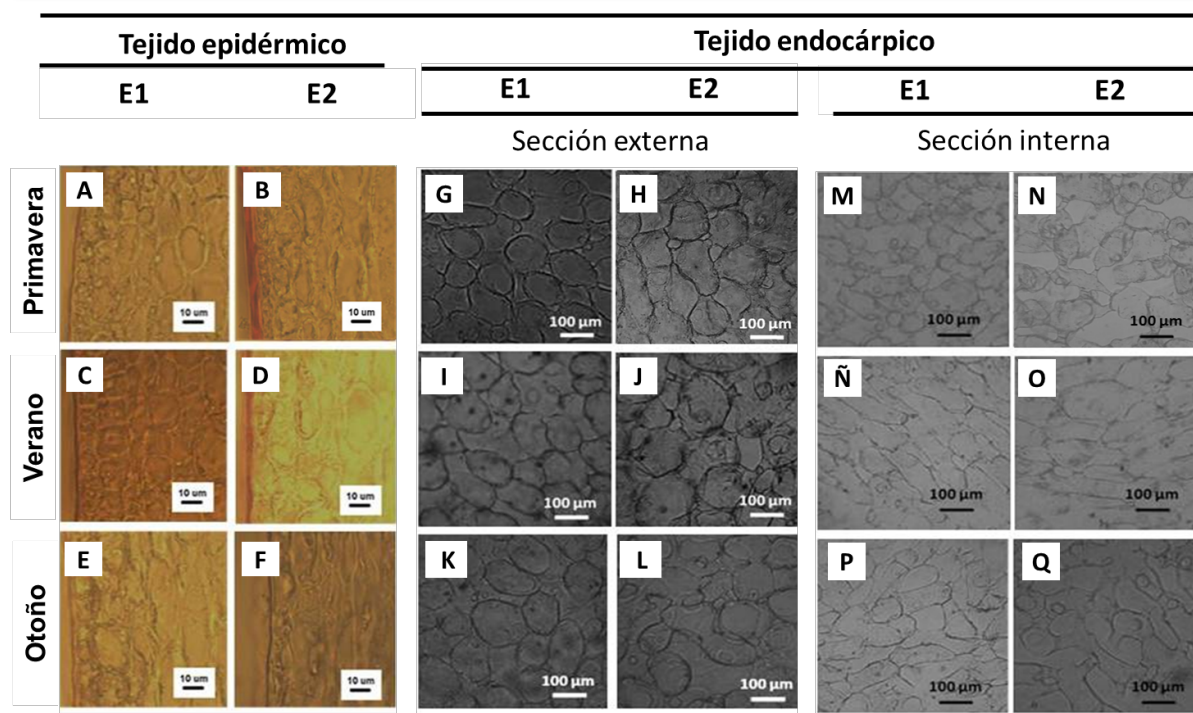 Tejido epidérmico
Tejido endocárpico
E1 E2 E1 E2 E1 E2
Sección externa Sección interna
Primavera
A B G H M N
10 um 10 um 100 µm 100 µm 100 µm 100 µm
Verano
C D I J Ñ O
10 um 10 um 100 µm 100 µm 100 µm 100 µm
Otoño
E F K L P Q
10 um 10 um 100 µm 100 µm 100 µm 100 µm